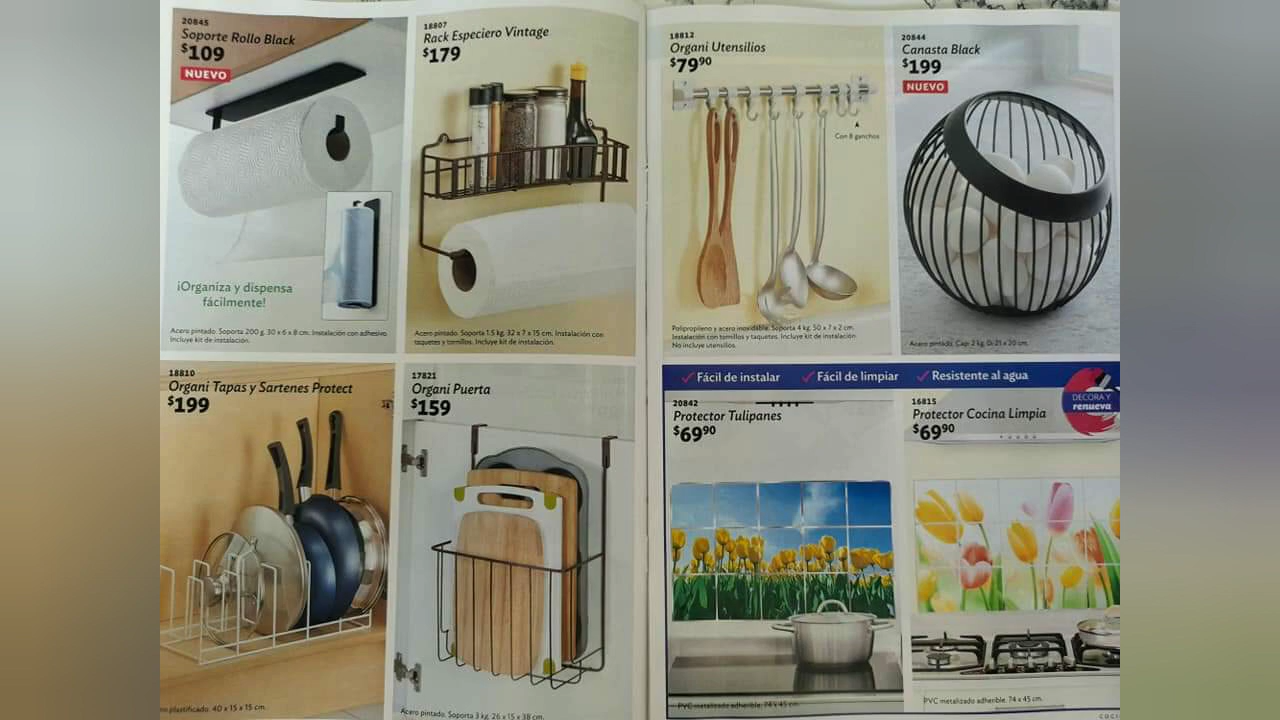 20845
Soporte Rollo Black
$109
NUEVO
¡Organiza y dispensa
fácilmente!
Acero pintado. Soporta 200 g. 30 x 6 x 8 cm. Instalación con adhesivo.
Incluye kit de instalación.
18807
Rack Especiero Vintage
$179
Acero pintado. Soporta 1.5 kg. 32 x 7 x 15 cm. Instalación con
taquetes y tornillos. Incluye kit de instalación.
18812
Organi Utensilios
$79⁹⁰
Con 8 ganchos
Polipropileno y acero inoxidable. Soporta 4 kg. 50 x 7 x 2 cm.
Instalación con tornillos y taquetes. Incluye kit de instalación.
No incluye utensilios.
20844
Canasta Black
$199
NUEVO
Acero pintado. Cap. 2 kg. D: 21 x 20 cm.
18810
Organi Tapas y Sartenes Protect
$199
plastificado. 40 x 15 x 15 cm.
17821
Organi Puerta
$159
Acero pintado. Soporta 3 kg. 26 x 15 x 38 cm.
Fácil de instalar
Fácil de limpiar
Resistente al agua
DECORA Y
renueva
20842
Protector Tulipanes
$69⁹⁰
PVC metalizado adherible. 74 x 45 cm.
16815
Protector Cocina Limpia
$69⁹⁰
PVC metalizado adherible. 74 x 45 cm.